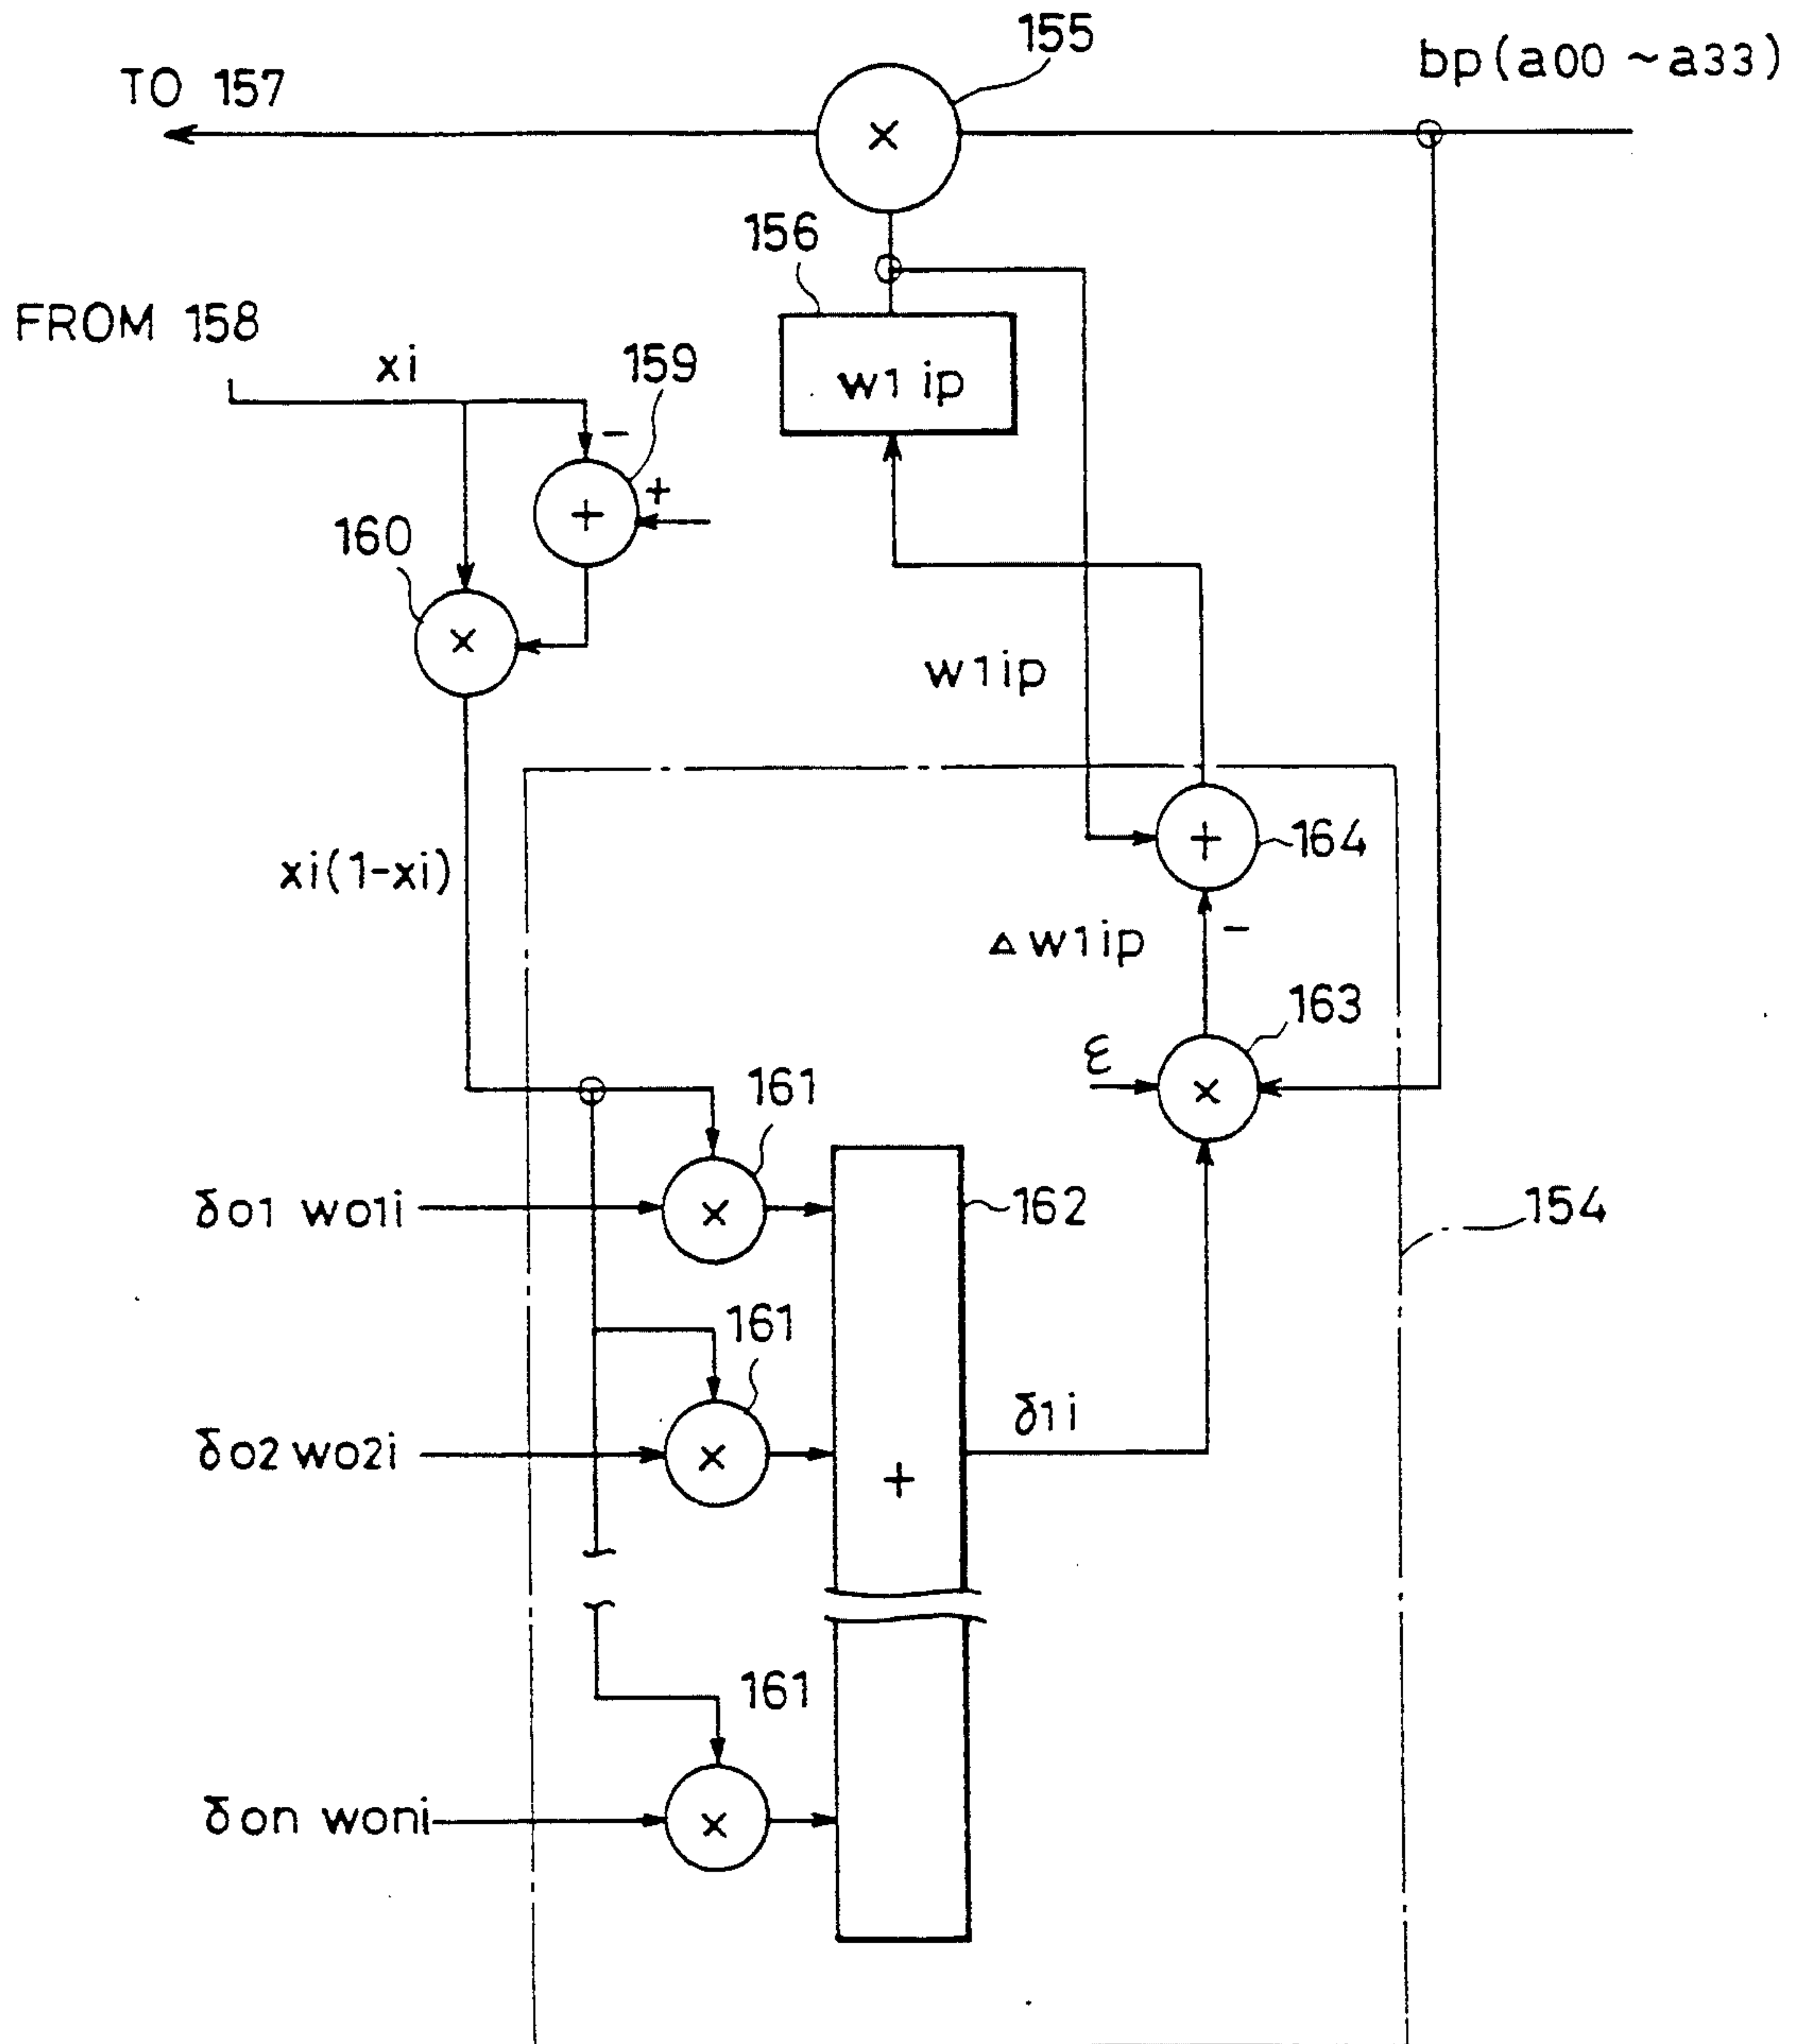 155
bp(a00 ~a33)
TO 157
×
156
FROM 158
xi
159
w1 ip
−
+
+
160
×
w1ip
xi(1-xi)
+
164
Δw1ip
−
163
ε
×
161
δo1 wo1i
×
162
154
161
δ1i
δo2 wo2i
×
+
161
δon woni
×